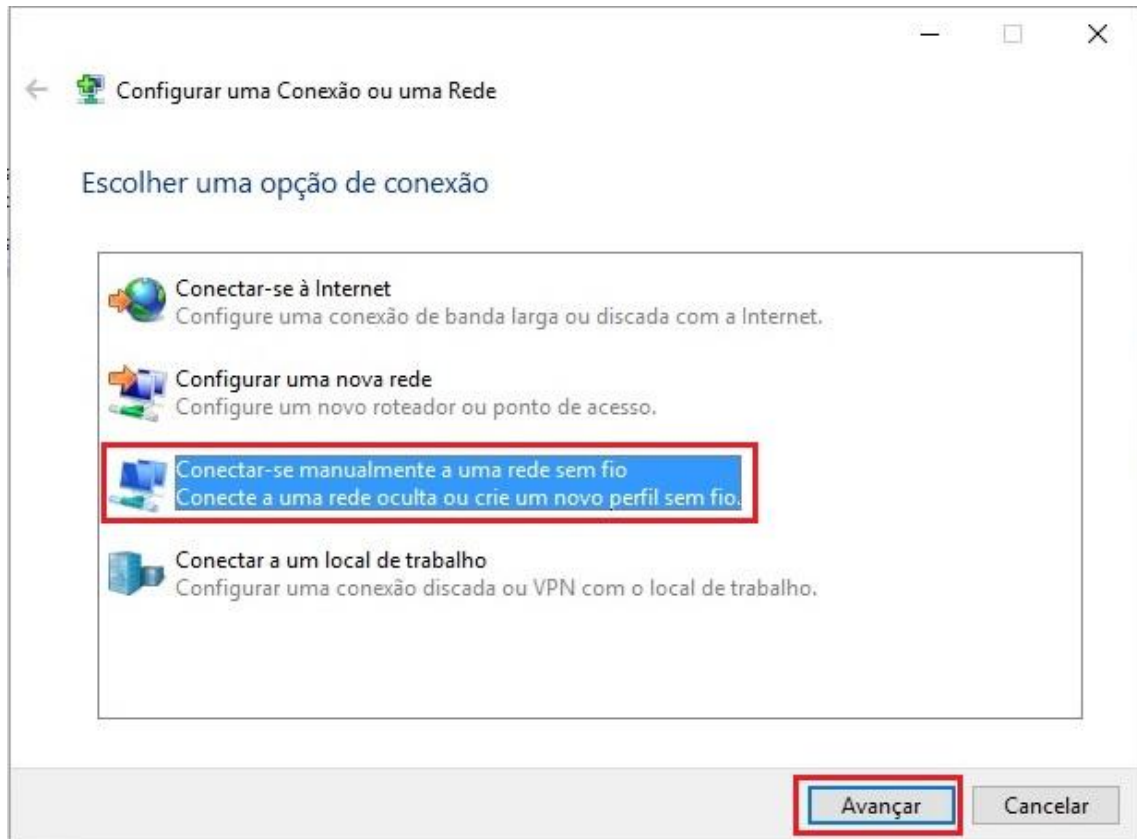 Configurar uma Conexão ou uma Rede
Escolher uma opção de conexão
Conectar-se à Internet
Configure uma conexão de banda larga ou discada com a Internet.
Configurar uma nova rede
Configure um novo roteador ou ponto de acesso.
Conectar-se manualmente a uma rede sem fio
Conecte a uma rede oculta ou crie um novo perfil sem fio.
Conectar a um local de trabalho
Configurar uma conexão discada ou VPN com o local de trabalho.
Avançar
Cancelar